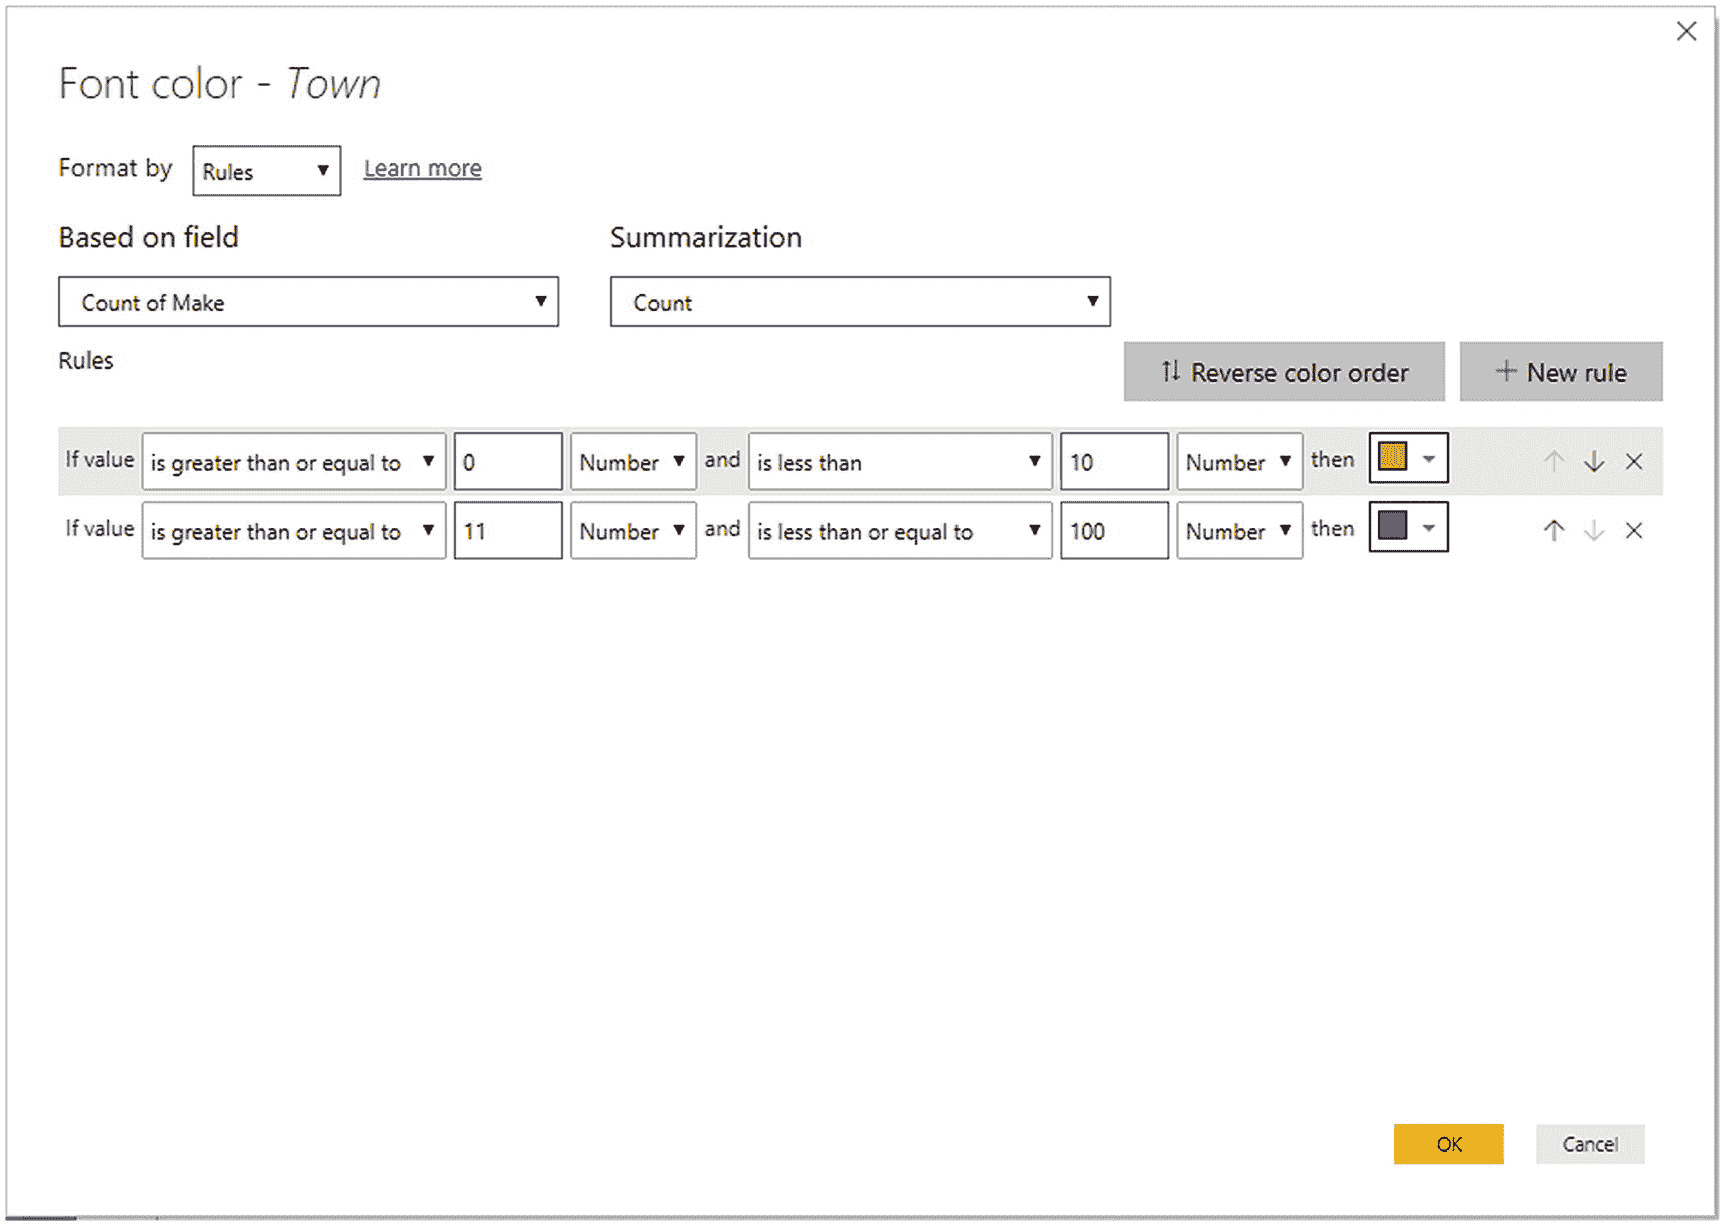 Font color - Town
Format by Rules Learn more
Based on field Summarization
Count of Make Count
Rules Reverse color order New rule
If value is greater than or equal to 0 Number and is less than 10 Number then
If value is greater than or equal to 11 Number and is less than or equal to 100 Number then
OK Cancel